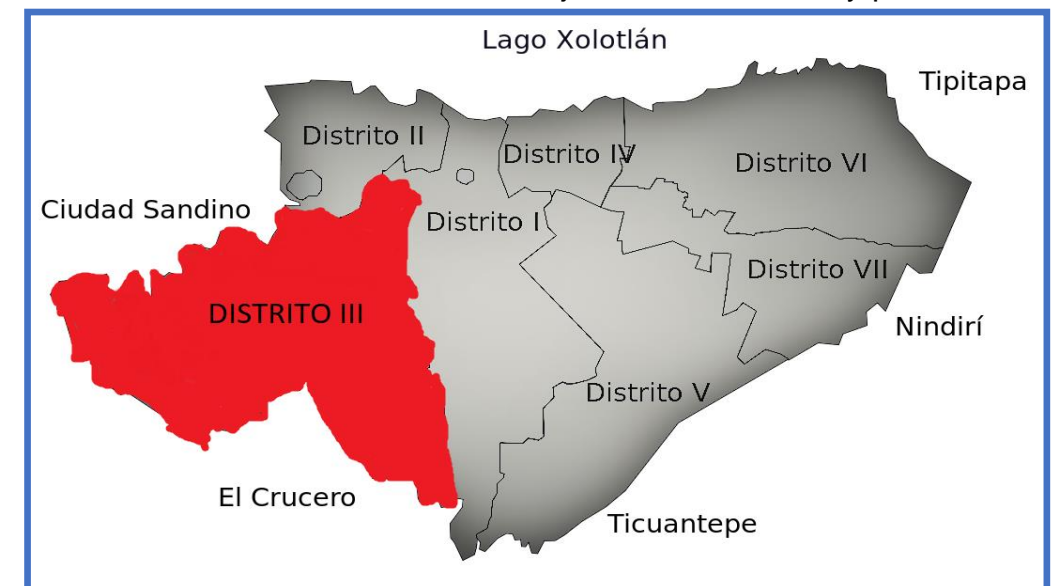 Lago Xolotlán
Tipitapa
Distrito II
Distrito IV
Distrito VI
Ciudad Sandino
Distrito I
Distrito VII
DISTRITO III
Nindirí
Distrito V
El Crucero
Ticuantepe